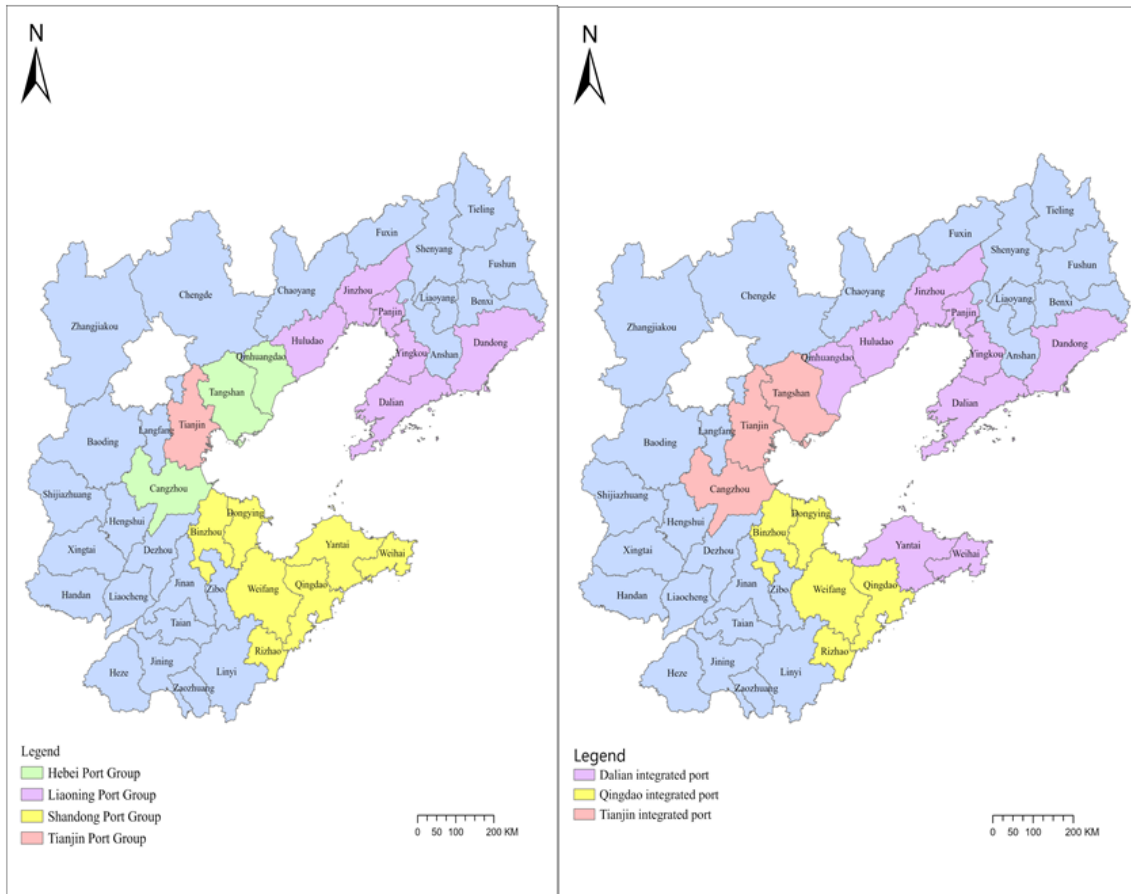 N
Tieling
Fuxin
Shenyang
Fushun
Chengde
Chaoyang
Jinzhou
Liaoyang
Benxi
Panjin
Zhangjiakou
Huludao
Yingkou
Anshan
Dandong
Qinhuangdao
Tangshan
Dalian
Tianjin
Langfang
Baoding
Cangzhou
Shijiazhuang
Hengshui
Dongying
Binzhou
Xingtai
Dezhou
Yantai
Weihai
Jinan
Zibo
Weifang
Qingdao
Handan
Liaocheng
Taian
Rizhao
Heze
Jining
Linyi
Zaozhuang
Legend
Hebei Port Group
Liaoning Port Group
Shandong Port Group
Tianjin Port Group
0 50 100 200 KM
N
Tieling
Fuxin
Shenyang
Fushun
Chengde
Chaoyang
Jinzhou
Liaoyang
Benxi
Panjin
Zhangjiakou
Huludao
Yingkou
Anshan
Dandong
Qinhuangdao
Tangshan
Dalian
Tianjin
Langfang
Baoding
Cangzhou
Shijiazhuang
Hengshui
Dongying
Binzhou
Xingtai
Dezhou
Yantai
Weihai
Jinan
Zibo
Weifang
Qingdao
Handan
Liaocheng
Taian
Rizhao
Heze
Jining
Linyi
Zaozhuang
Legend
Dalian integrated port
Qingdao integrated port
Tianjin integrated port
0 50 100 200 KM